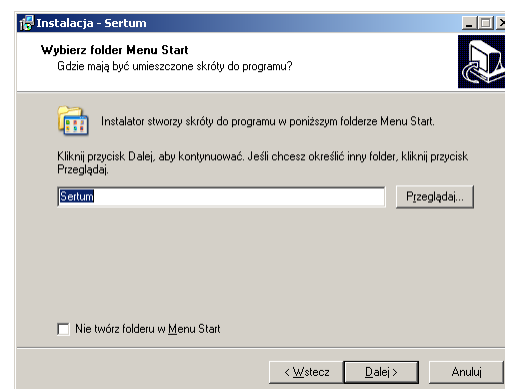 Instalacja - Sertum
Wybierz folder Menu Start
Gdzie mają być umieszczone skróty do programu?
Instalator stworzy skróty do programu w poniższym folderze Menu Start.
Kliknij przycisk Dalej, aby kontynuować. Jeśli chcesz określić inny folder, kliknij przycisk
Przeglądaj.
Sertum
Przeglądaj...
Nie twórz folderu w Menu Start
< Wstecz
Dalej >
Anuluj